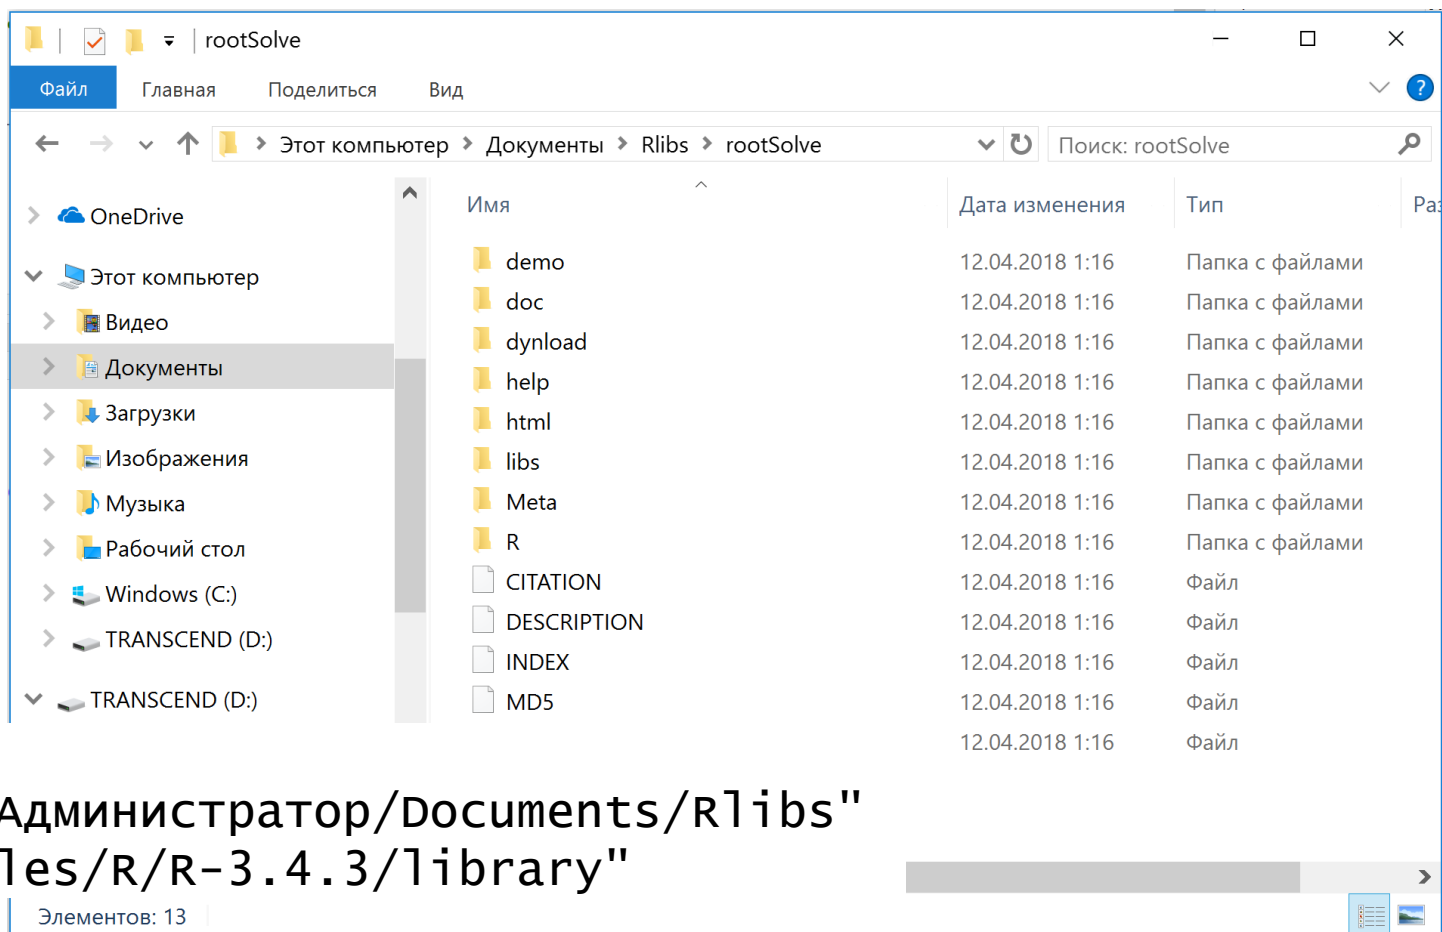 rootSolve
Файл Главная Поделиться Вид
Этот компьютер Документы Rlibs rootSolve Поиск: rootSolve
Имя Дата изменения Тип Раз
OneDrive
Этот компьютер
Видео
Документы
Загрузки
Изображения
Музыка
Рабочий стол
Windows (C:)
TRANSCEND (D:)
TRANSCEND (D:)
demo 12.04.2018 1:16 Папка с файлами
doc 12.04.2018 1:16 Папка с файлами
dynload 12.04.2018 1:16 Папка с файлами
help 12.04.2018 1:16 Папка с файлами
html 12.04.2018 1:16 Папка с файлами
libs 12.04.2018 1:16 Папка с файлами
Meta 12.04.2018 1:16 Папка с файлами
R 12.04.2018 1:16 Папка с файлами
CITATION 12.04.2018 1:16 Файл
DESCRIPTION 12.04.2018 1:16 Файл
INDEX 12.04.2018 1:16 Файл
MD5 12.04.2018 1:16 Файл
12.04.2018 1:16 Файл
Администратор/Documents/Rlibs"
les/R/R-3.4.3/library"
Элементов: 13